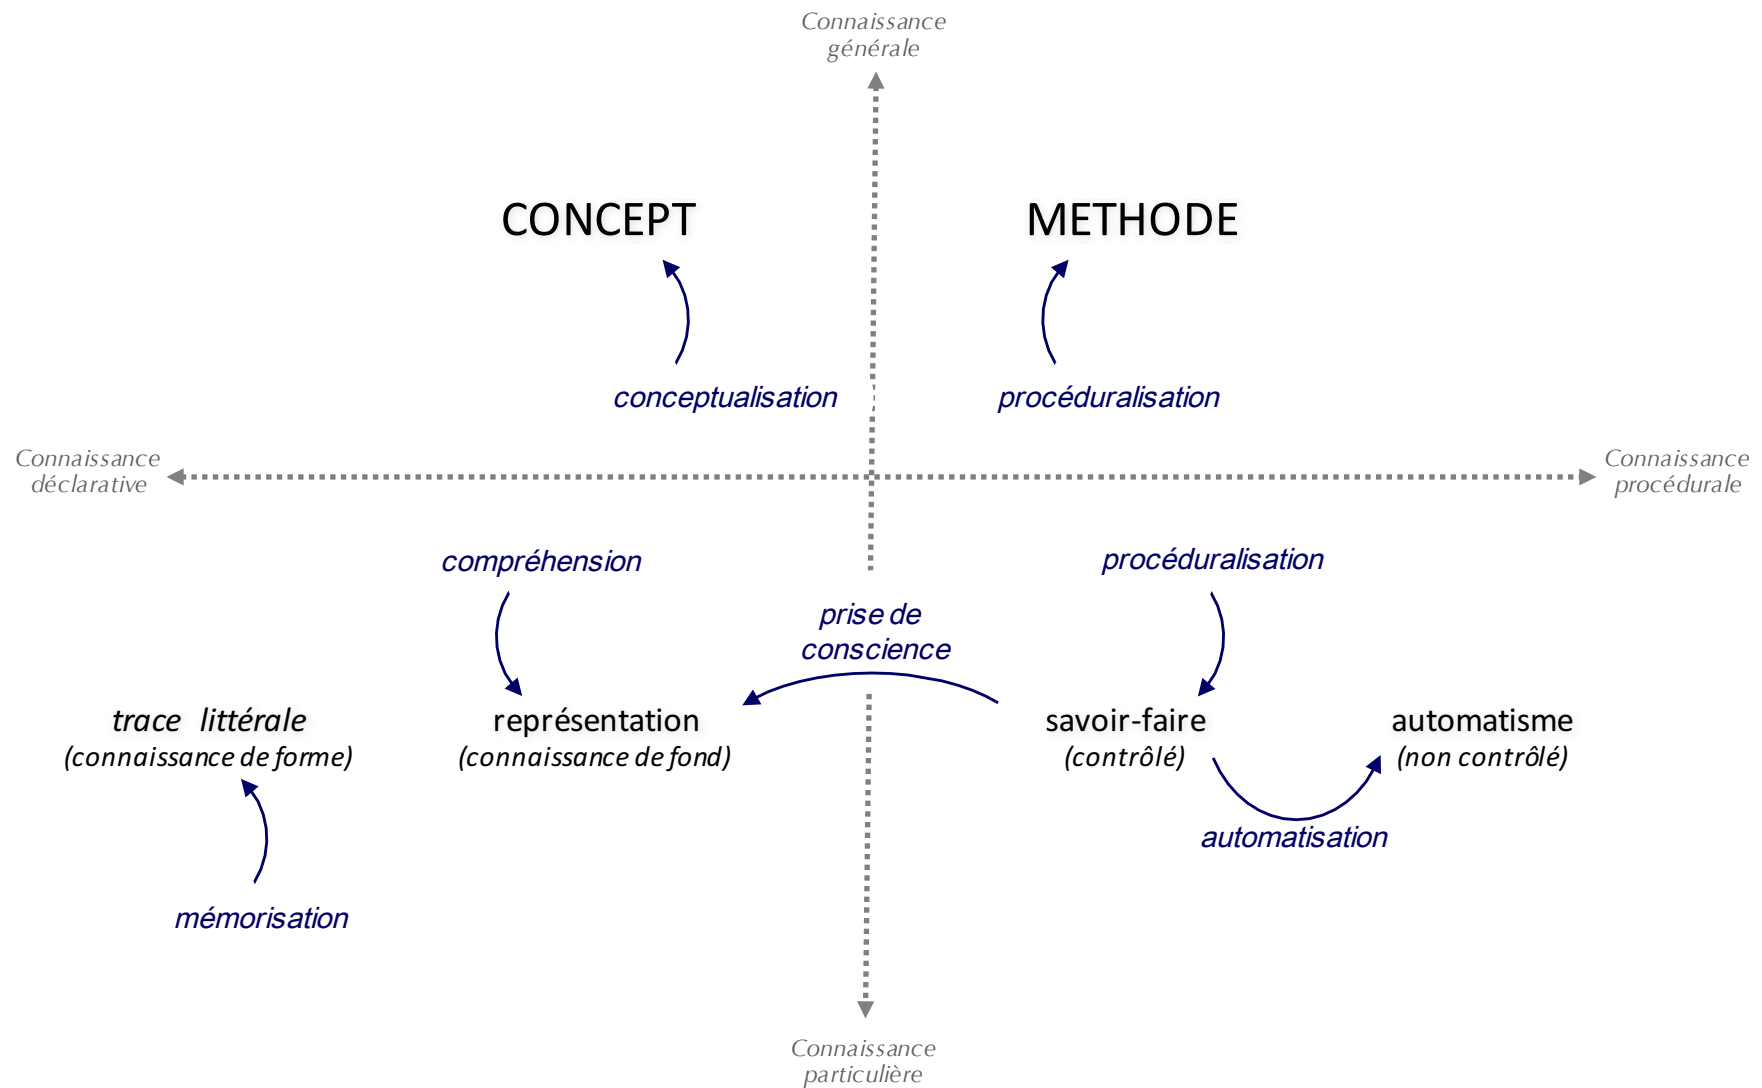 Connaissance
générale
CONCEPT
METHODE
conceptualisation
procéduralisation
Connaissance
déclarative
Connaissance
procédurale
compréhension
procéduralisation
prise de
conscience
trace littérale
(connaissance de forme)
représentation
(connaissance de fond)
savoir-faire
(contrôlé)
automatisme
(non contrôlé)
automatisation
mémorisation
Connaissance
particulière